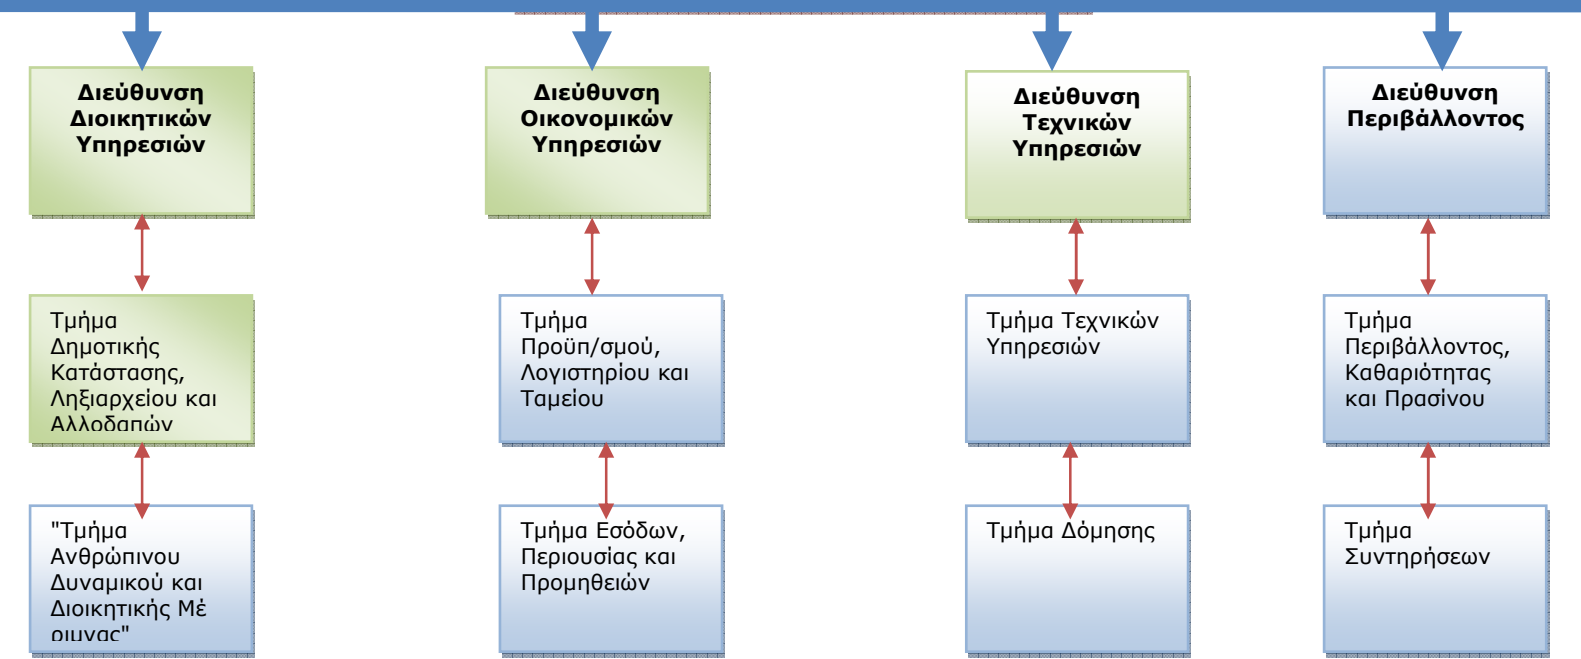 Διεύθυνση
Διοικητικών
Υπηρεσιών
Διεύθυνση
Οικονομικών
Υπηρεσιών
Διεύθυνση
Τεχνικών
Υπηρεσιών
Διεύθυνση
Περιβάλλοντος
Τμήμα
Δημοτικής
Κατάστασης,
Ληξιαρχείου και
Αλλοδαπών
Τμήμα
Προϋπ/σμού,
Λογιστηρίου και
Ταμείου
Τμήμα Τεχνικών
Υπηρεσιών
Τμήμα
Περιβάλλοντος,
Καθαριότητας
και Πρασίνου
"Τμήμα
Ανθρώπινου
Δυναμικού και
Διοικητικής Μέ
ριμνας"
Τμήμα Εσόδων,
Περιουσίας και
Προμηθειών
Τμήμα Δόμησης
Τμήμα
Συντηρήσεων